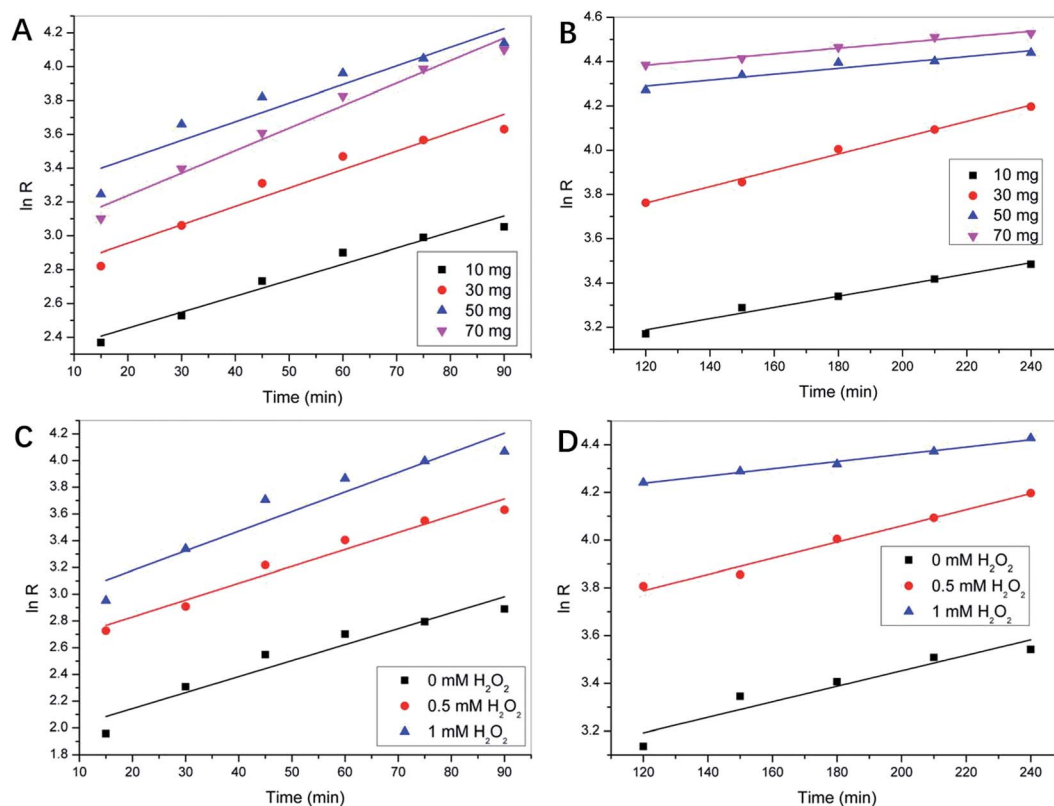 A
ln R
4.2
4.0
3.8
3.6
3.4
3.2
3.0
2.8
2.6
2.4
10 mg
30 mg
50 mg
70 mg
10 20 30 40 50 60 70 80 90
Time (min)
B
ln R
4.6
4.4
4.2
4.0
3.8
3.6
3.4
3.2
10 mg
30 mg
50 mg
70 mg
120 140 160 180 200 220 240
Time (min)
C
ln R
4.2
4.0
3.8
3.6
3.4
3.2
3.0
2.8
2.6
2.4
2.2
2.0
1.8
0 mM H₂O₂
0.5 mM H₂O₂
1 mM H₂O₂
15 30 45 60 75 90
Time (min)
D
ln R
4.4
4.2
4.0
3.8
3.6
3.4
3.2
0 mM H₂O₂
0.5 mM H₂O₂
1 mM H₂O₂
120 140 160 180 200 220 240
Time (min)